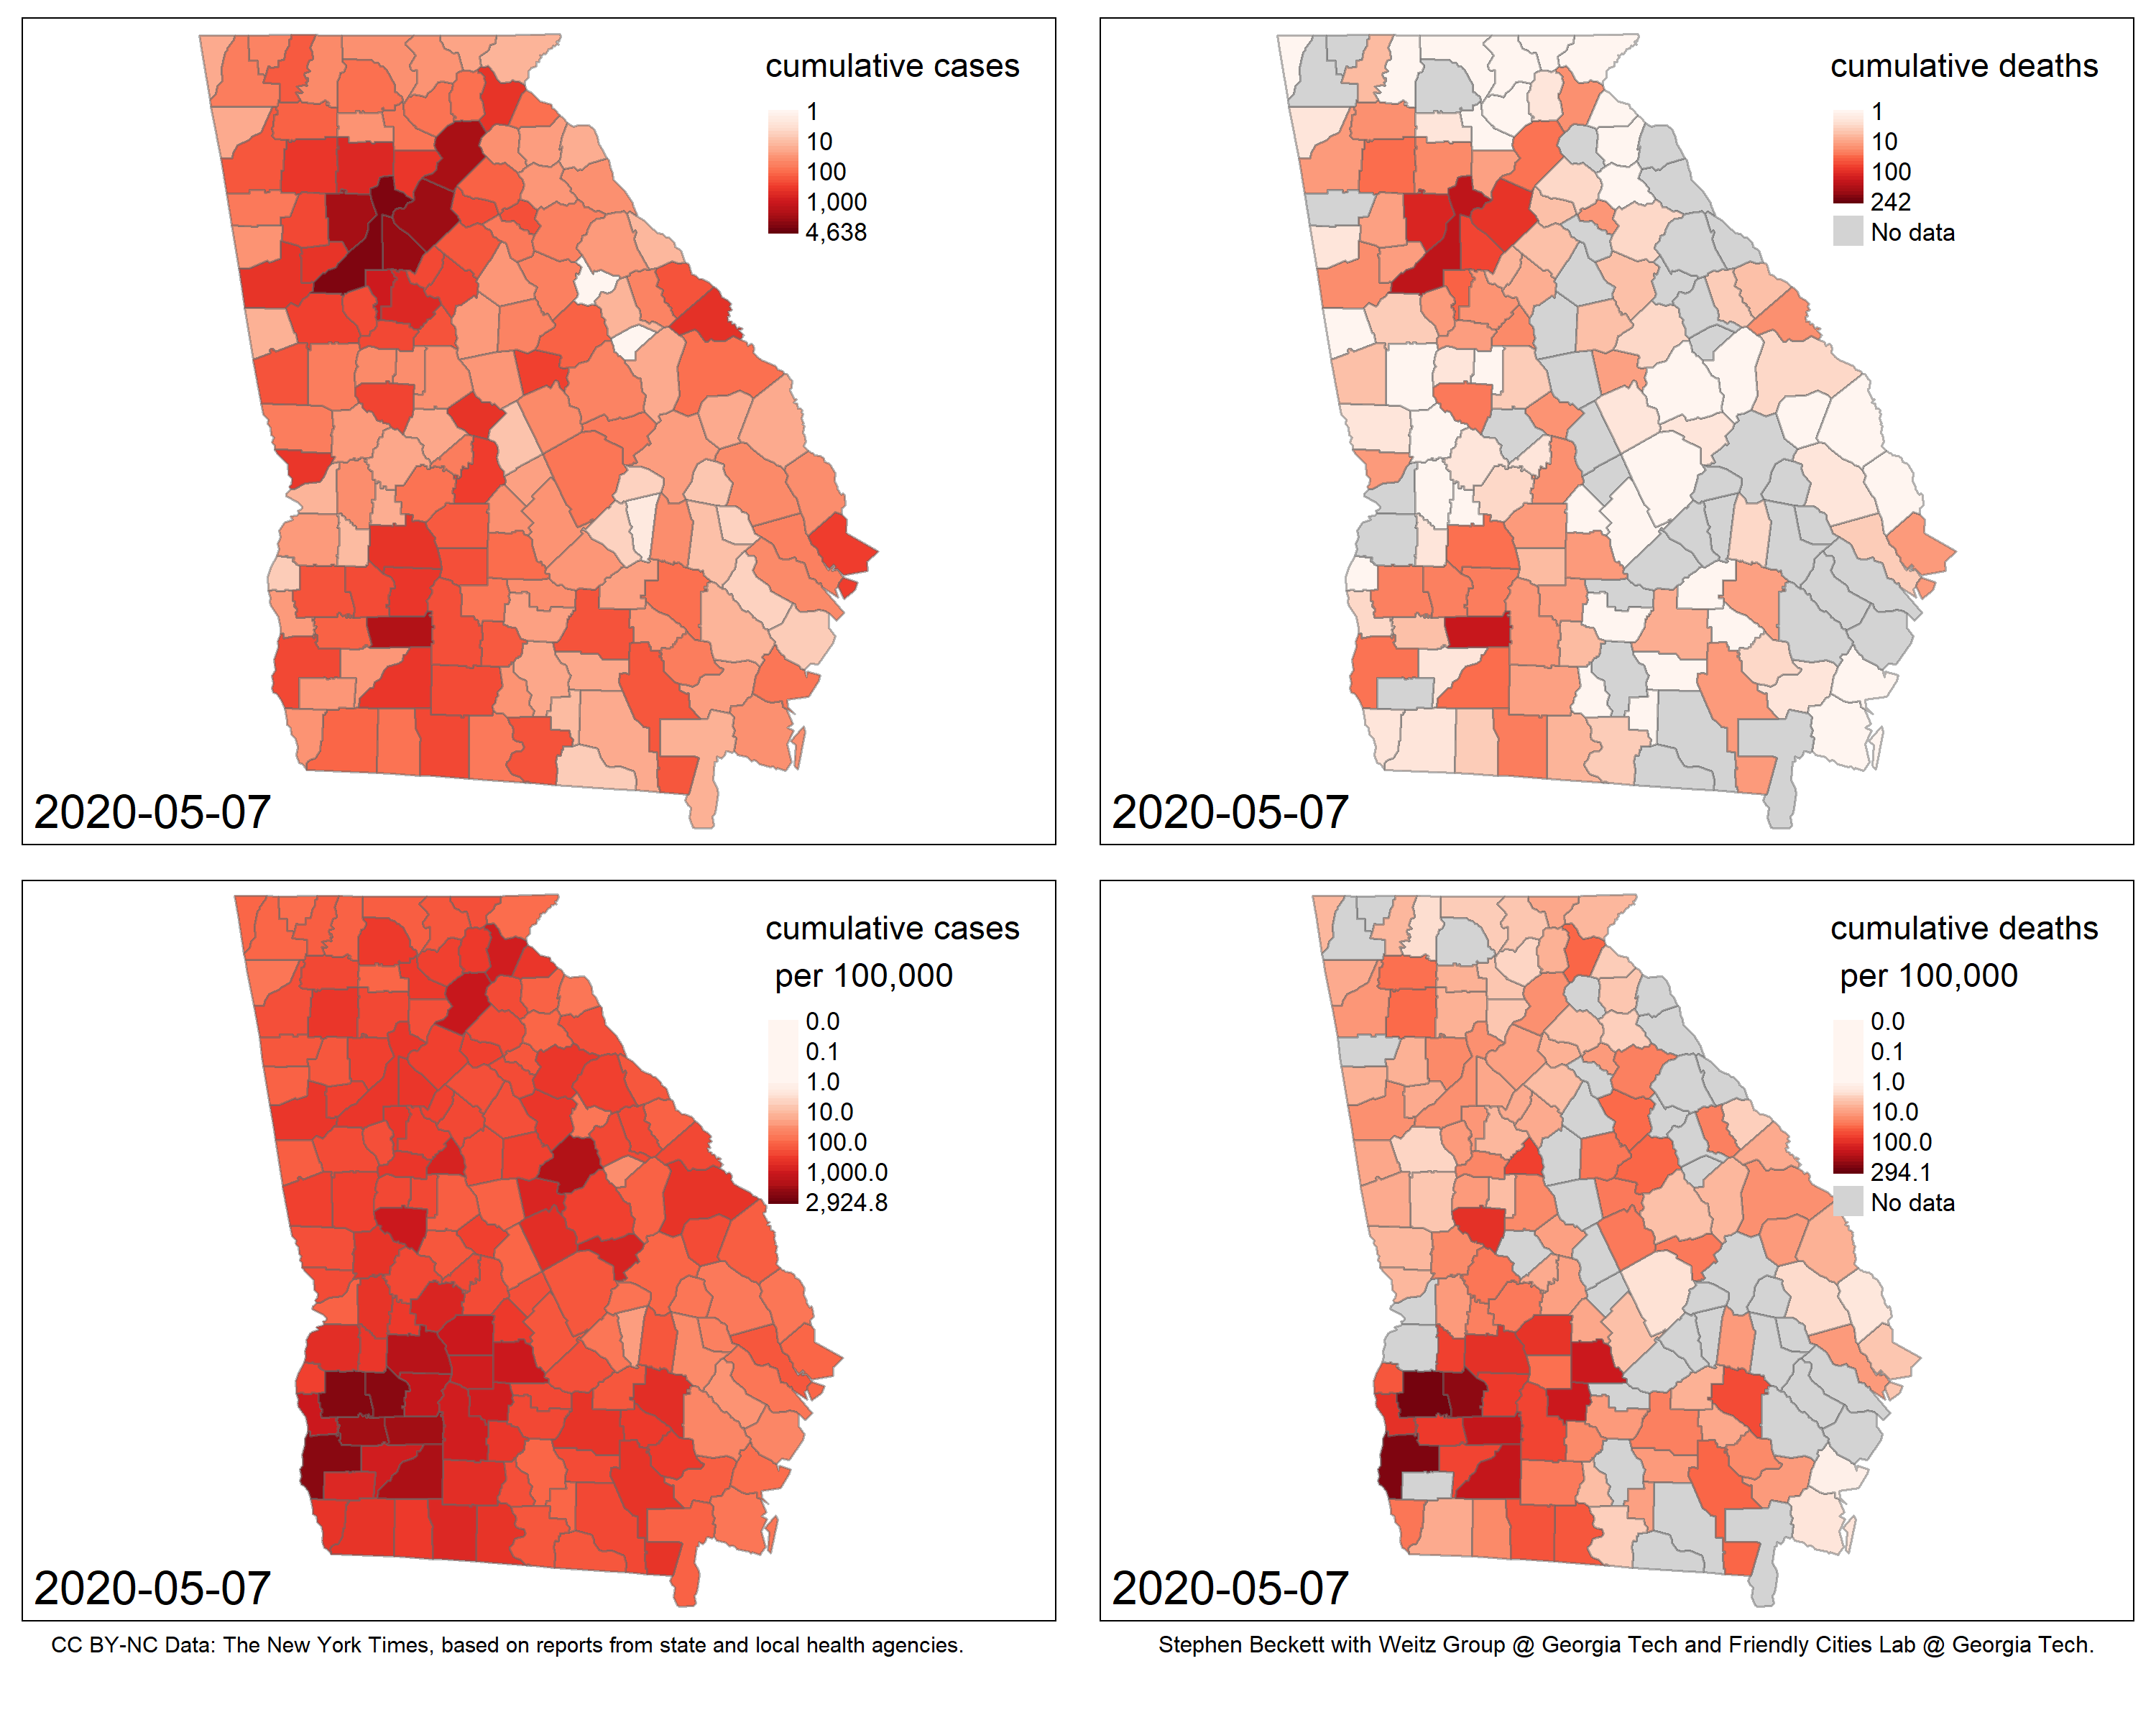 cumulative cases
1
10
100
1,000
4,638
2020-05-07
cumulative deaths
1
10
100
242
No data
2020-05-07
cumulative cases
per 100,000
0.0
0.1
1.0
10.0
100.0
1,000.0
2,924.8
2020-05-07
cumulative deaths
per 100,000
0.0
0.1
1.0
10.0
100.0
294.1
No data
2020-05-07
CC BY-NC Data: The New York Times, based on reports from state and local health agencies.
Stephen Beckett with Weitz Group @ Georgia Tech and Friendly Cities Lab @ Georgia Tech.